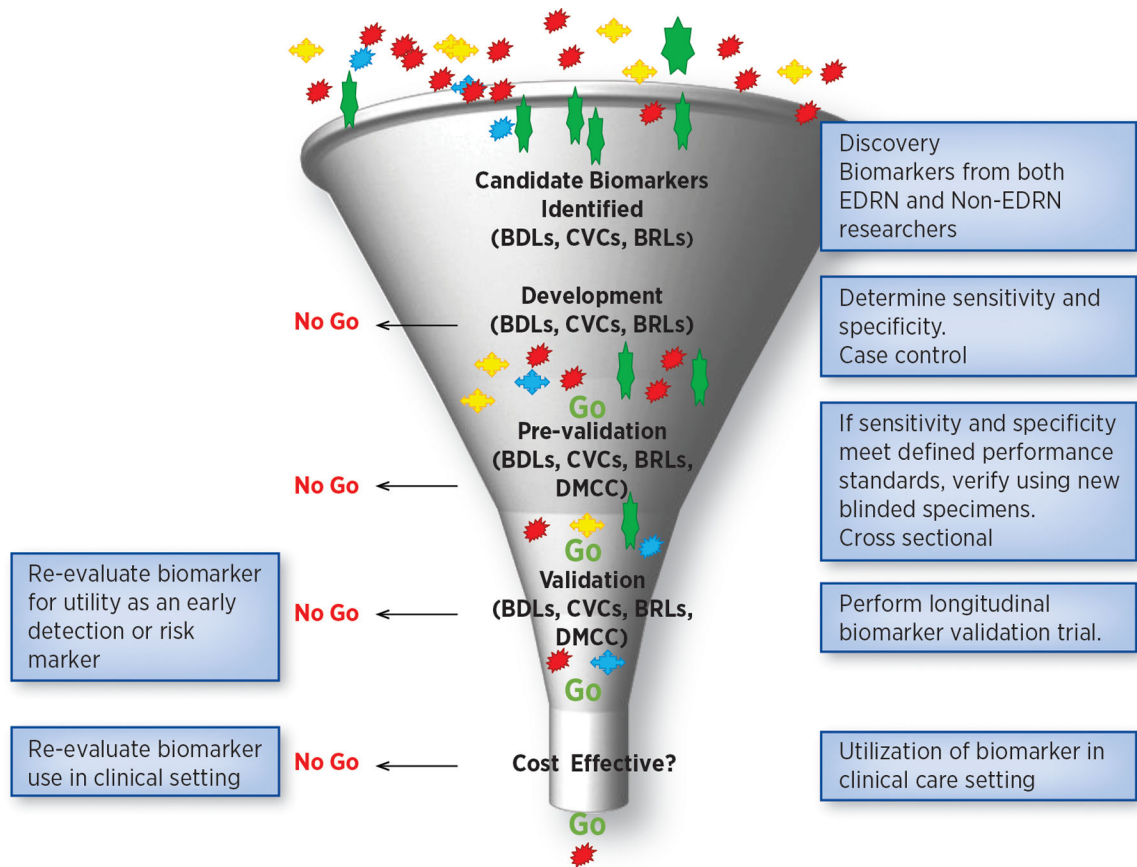 Candidate Biomarkers
Identified
(BDLs, CVCs, BRLs)
Discovery
Biomarkers from both
EDRN and Non-EDRN
researchers
Development
(BDLs, CVCs, BRLs)
No Go
Determine sensitivity and
specificity.
Case control
Go
Pre-validation
(BDLs, CVCs, BRLs,
DMCC)
No Go
If sensitivity and specificity
meet defined performance
standards, verify using new
blinded specimens.
Cross sectional
Go
Validation
(BDLs, CVCs, BRLs,
DMCC)
No Go
Re-evaluate biomarker
for utility as an early
detection or risk
marker
Perform longitudinal
biomarker validation trial.
Go
Cost Effective?
No Go
Re-evaluate biomarker
use in clinical setting
Utilization of biomarker in
clinical care setting
Go